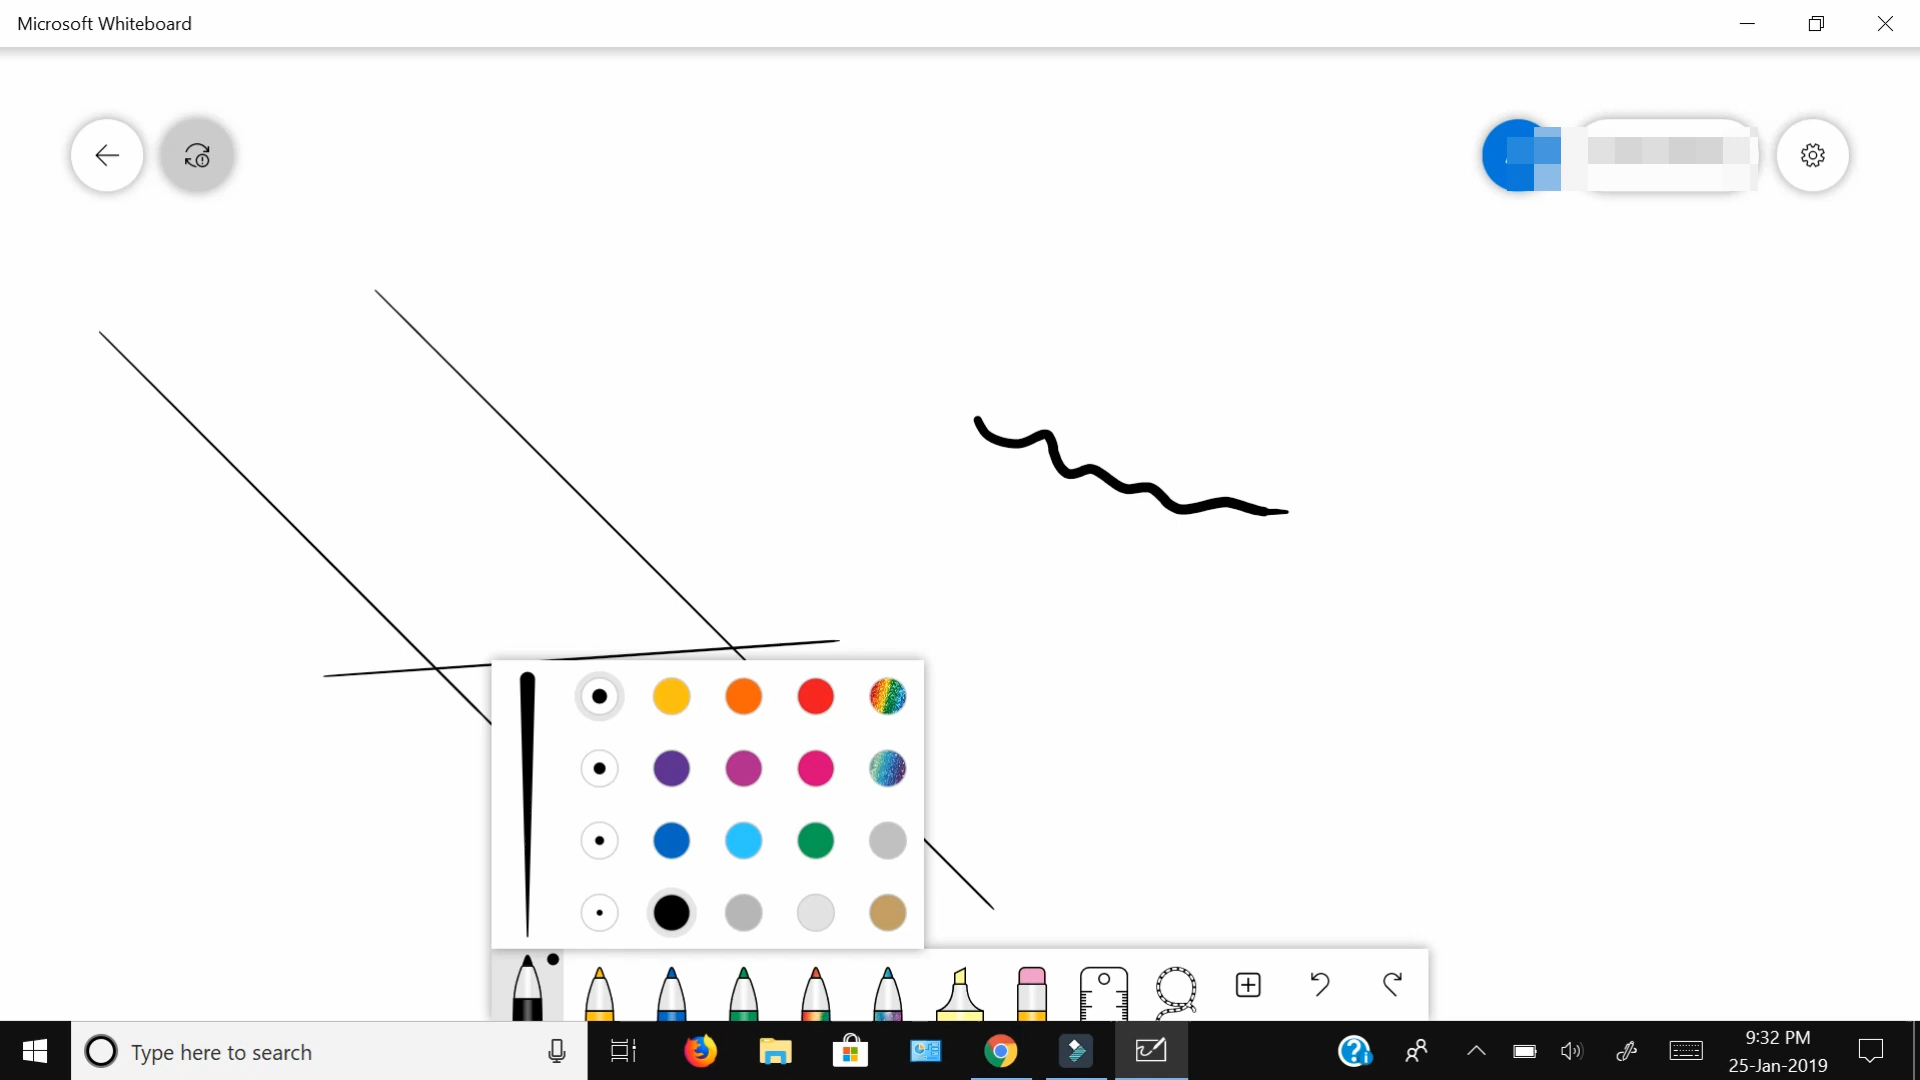 Microsoft Whiteboard
Type here to search
9:32 PM
25-Jan-2019